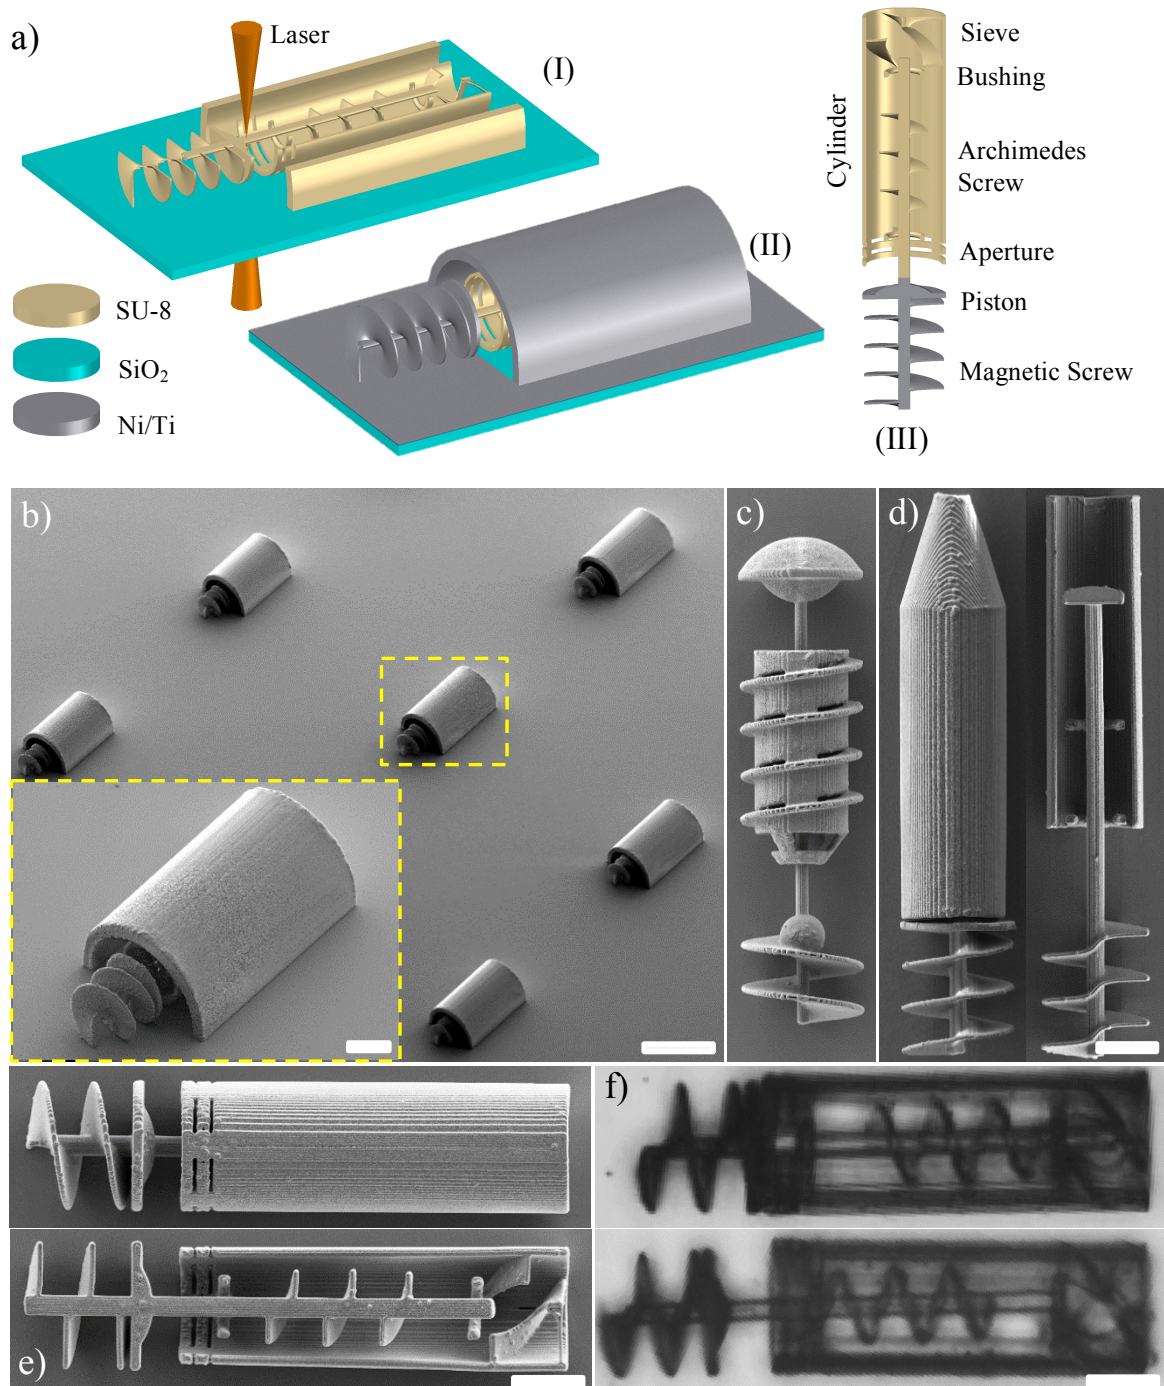 a)
Laser
(I)
(II)
SU-8
SiO₂
Ni/Ti
Cylinder
Sieve
Bushing
Archimedes
Screw
Aperture
Piston
Magnetic Screw
(III)
b)
c)
d)
e)
f)